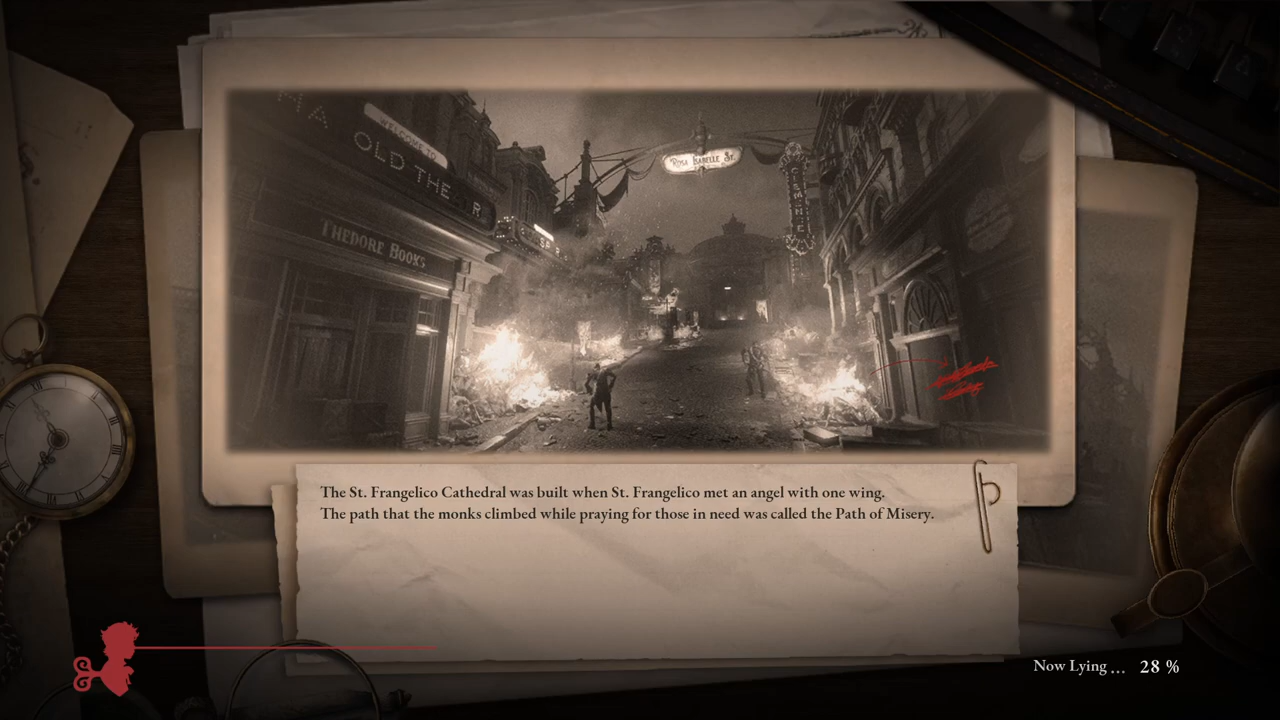 WELCOME TO
OLD THE R
THEDORE BOOKS
ROSA ISABELLE ST.
The St. Frangelico Cathedral was built when St. Frangelico met an angel with one wing.
The path that the monks climbed while praying for those in need was called the Path of Misery.
Now Lying... 28 %